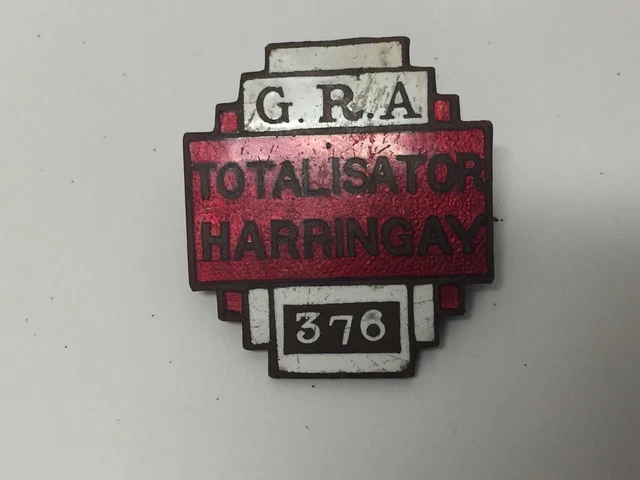 G.R.A
TOTALISATOR
HARRINGAY
376